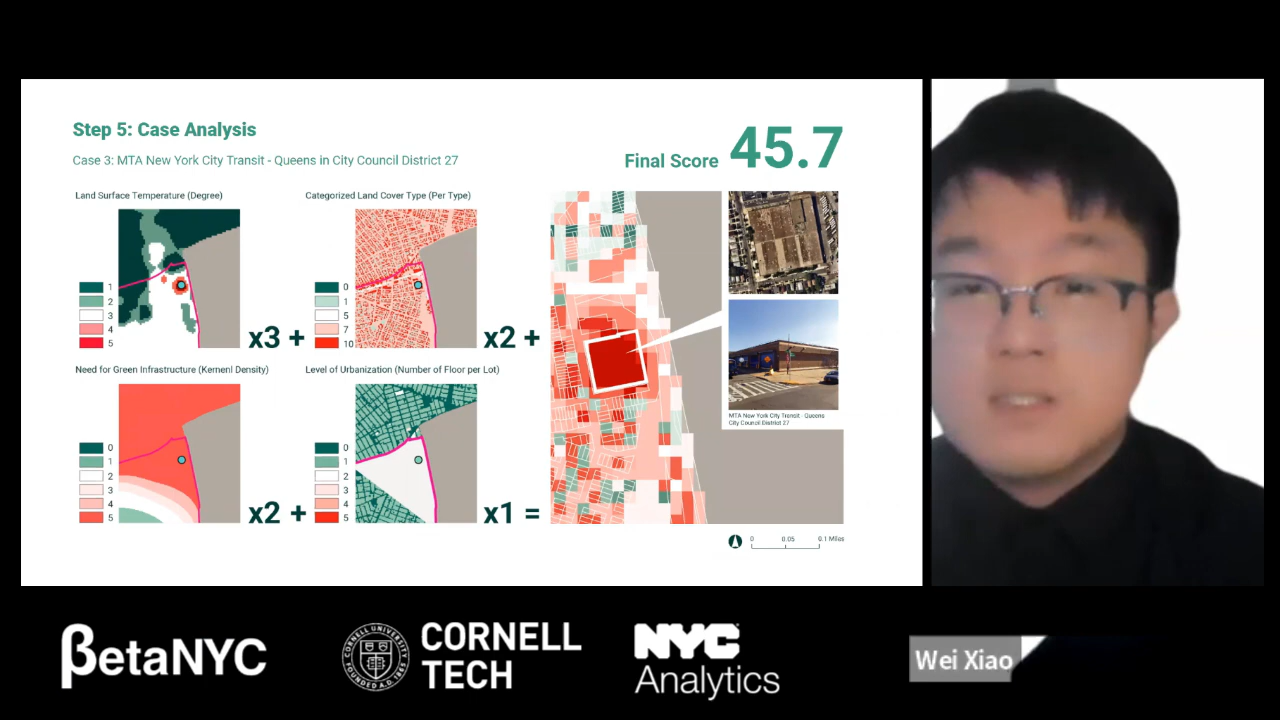 Step 5: Case Analysis
Case 3: MTA New York City Transit - Queens in City Council District 27
Final Score 45.7
Land Surface Temperature (Degree)
1
2
3
4
5
x3 +
Categorized Land Cover Type (Per Type)
0
1
5
7
10
x2 +
Need for Green Infrastructure (Kernenl Density)
0
1
2
3
4
5
x2 +
Level of Urbanization (Number of Floor per Lot)
0
1
2
3
4
5
x1 =
MTA New York City Transit - Queens
City Council District 27
0 0.05 0.1 Miles
βetaNYC
CORNELL UNIVERSITY
FOUNDED A.D. 1865
CORNELL
TECH
NYC
Analytics
Wei Xiao